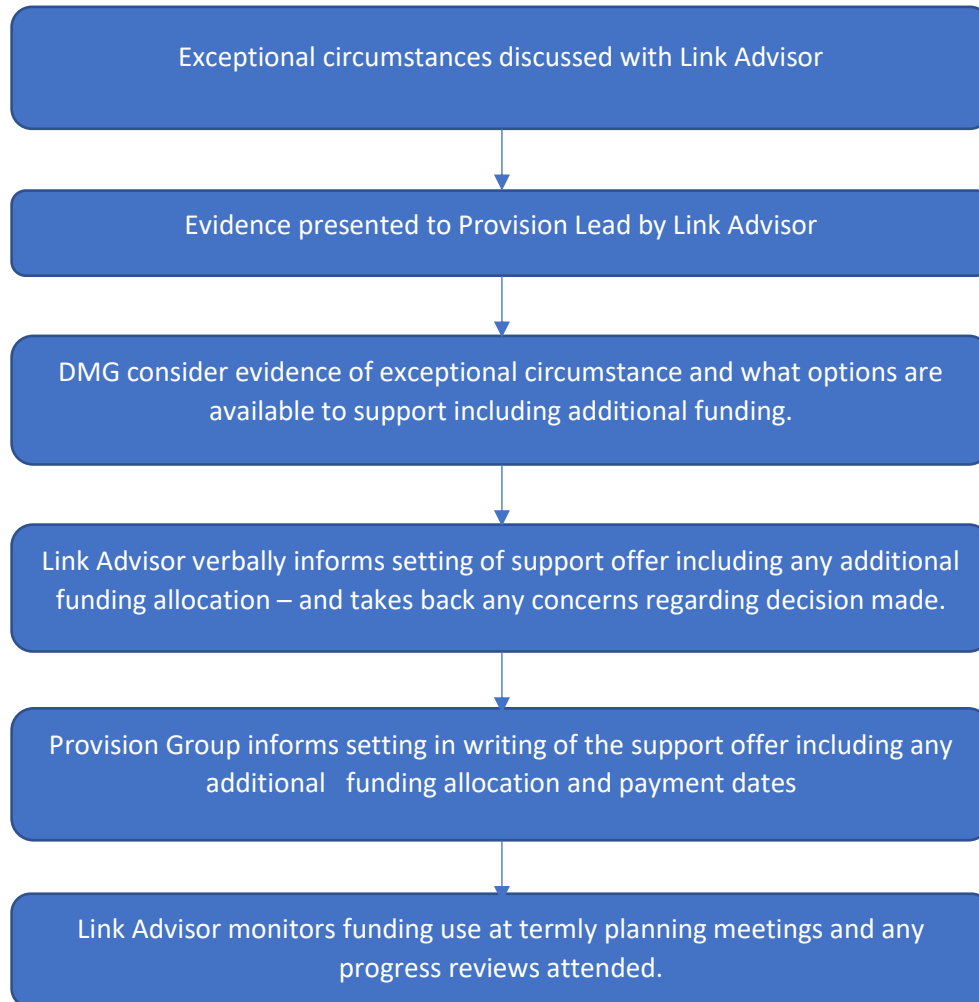 Exceptional circumstances discussed with Link Advisor
Evidence presented to Provision Lead by Link Advisor
DMG consider evidence of exceptional circumstance and what options are
available to support including additional funding.
Link Advisor verbally informs setting of support offer including any additional
funding allocation – and takes back any concerns regarding decision made.
Provision Group informs setting in writing of the support offer including any
additional   funding allocation and payment dates
Link Advisor monitors funding use at termly planning meetings and any
progress reviews attended.